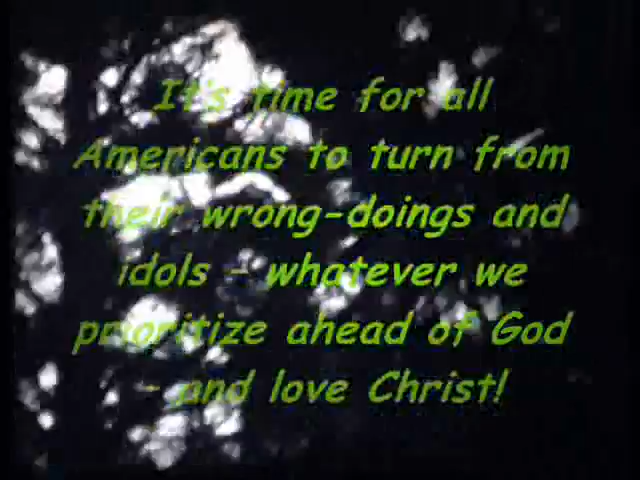 It's time for all
Americans to turn from
their wrong-doings and
idols - whatever we
prioritize ahead of God
- and love Christ!